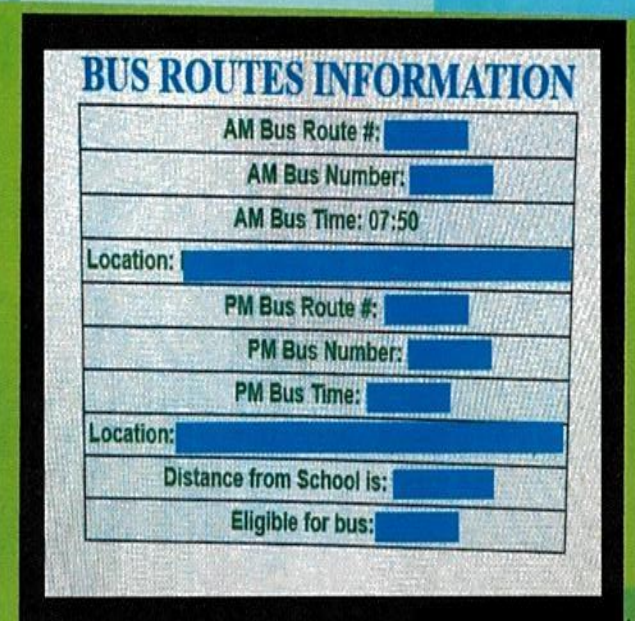 BUS ROUTES INFORMATION
AM Bus Route #:
AM Bus Number:
AM Bus Time: 07:50
Location:
PM Bus Route #:
PM Bus Number:
PM Bus Time:
Location:
Distance from School is:
Eligible for bus: